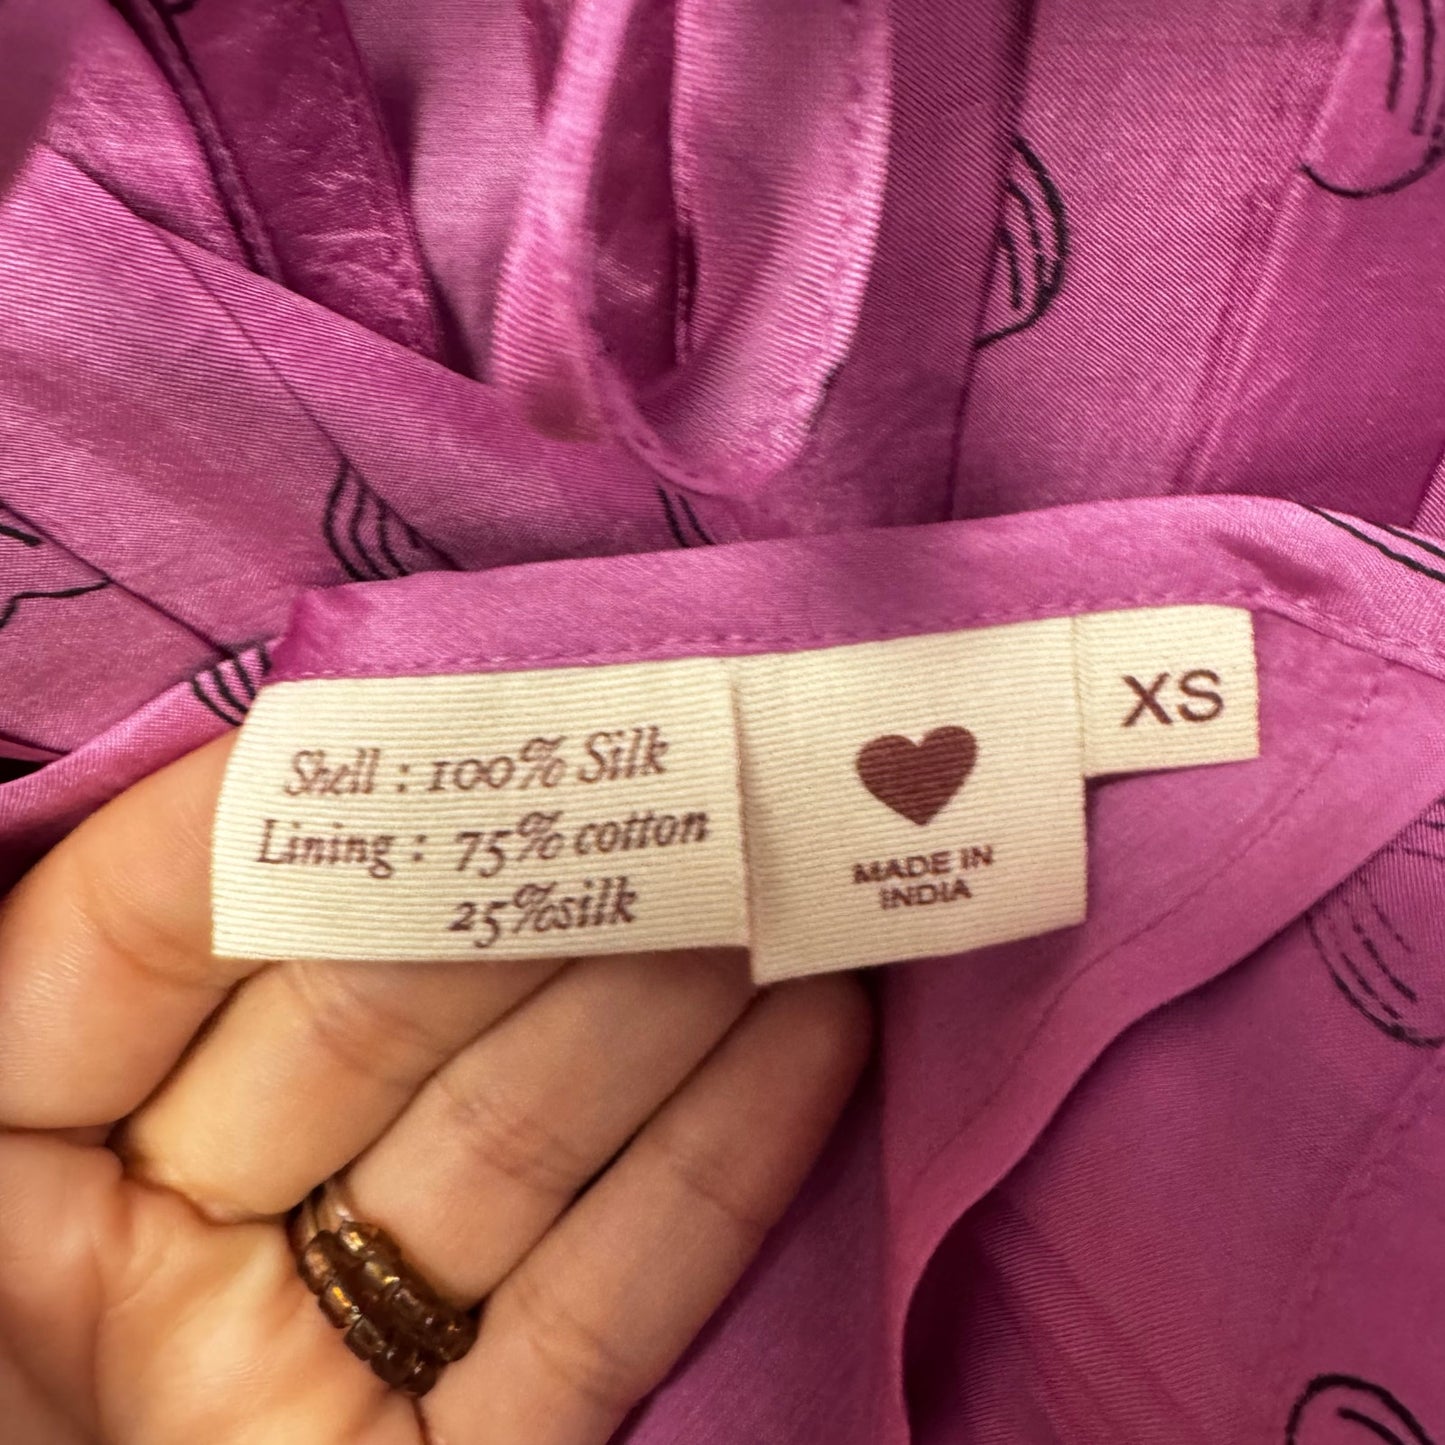 Shell : 100% Silk
Lining : 75% cotton
25%silk
MADE IN
INDIA
XS